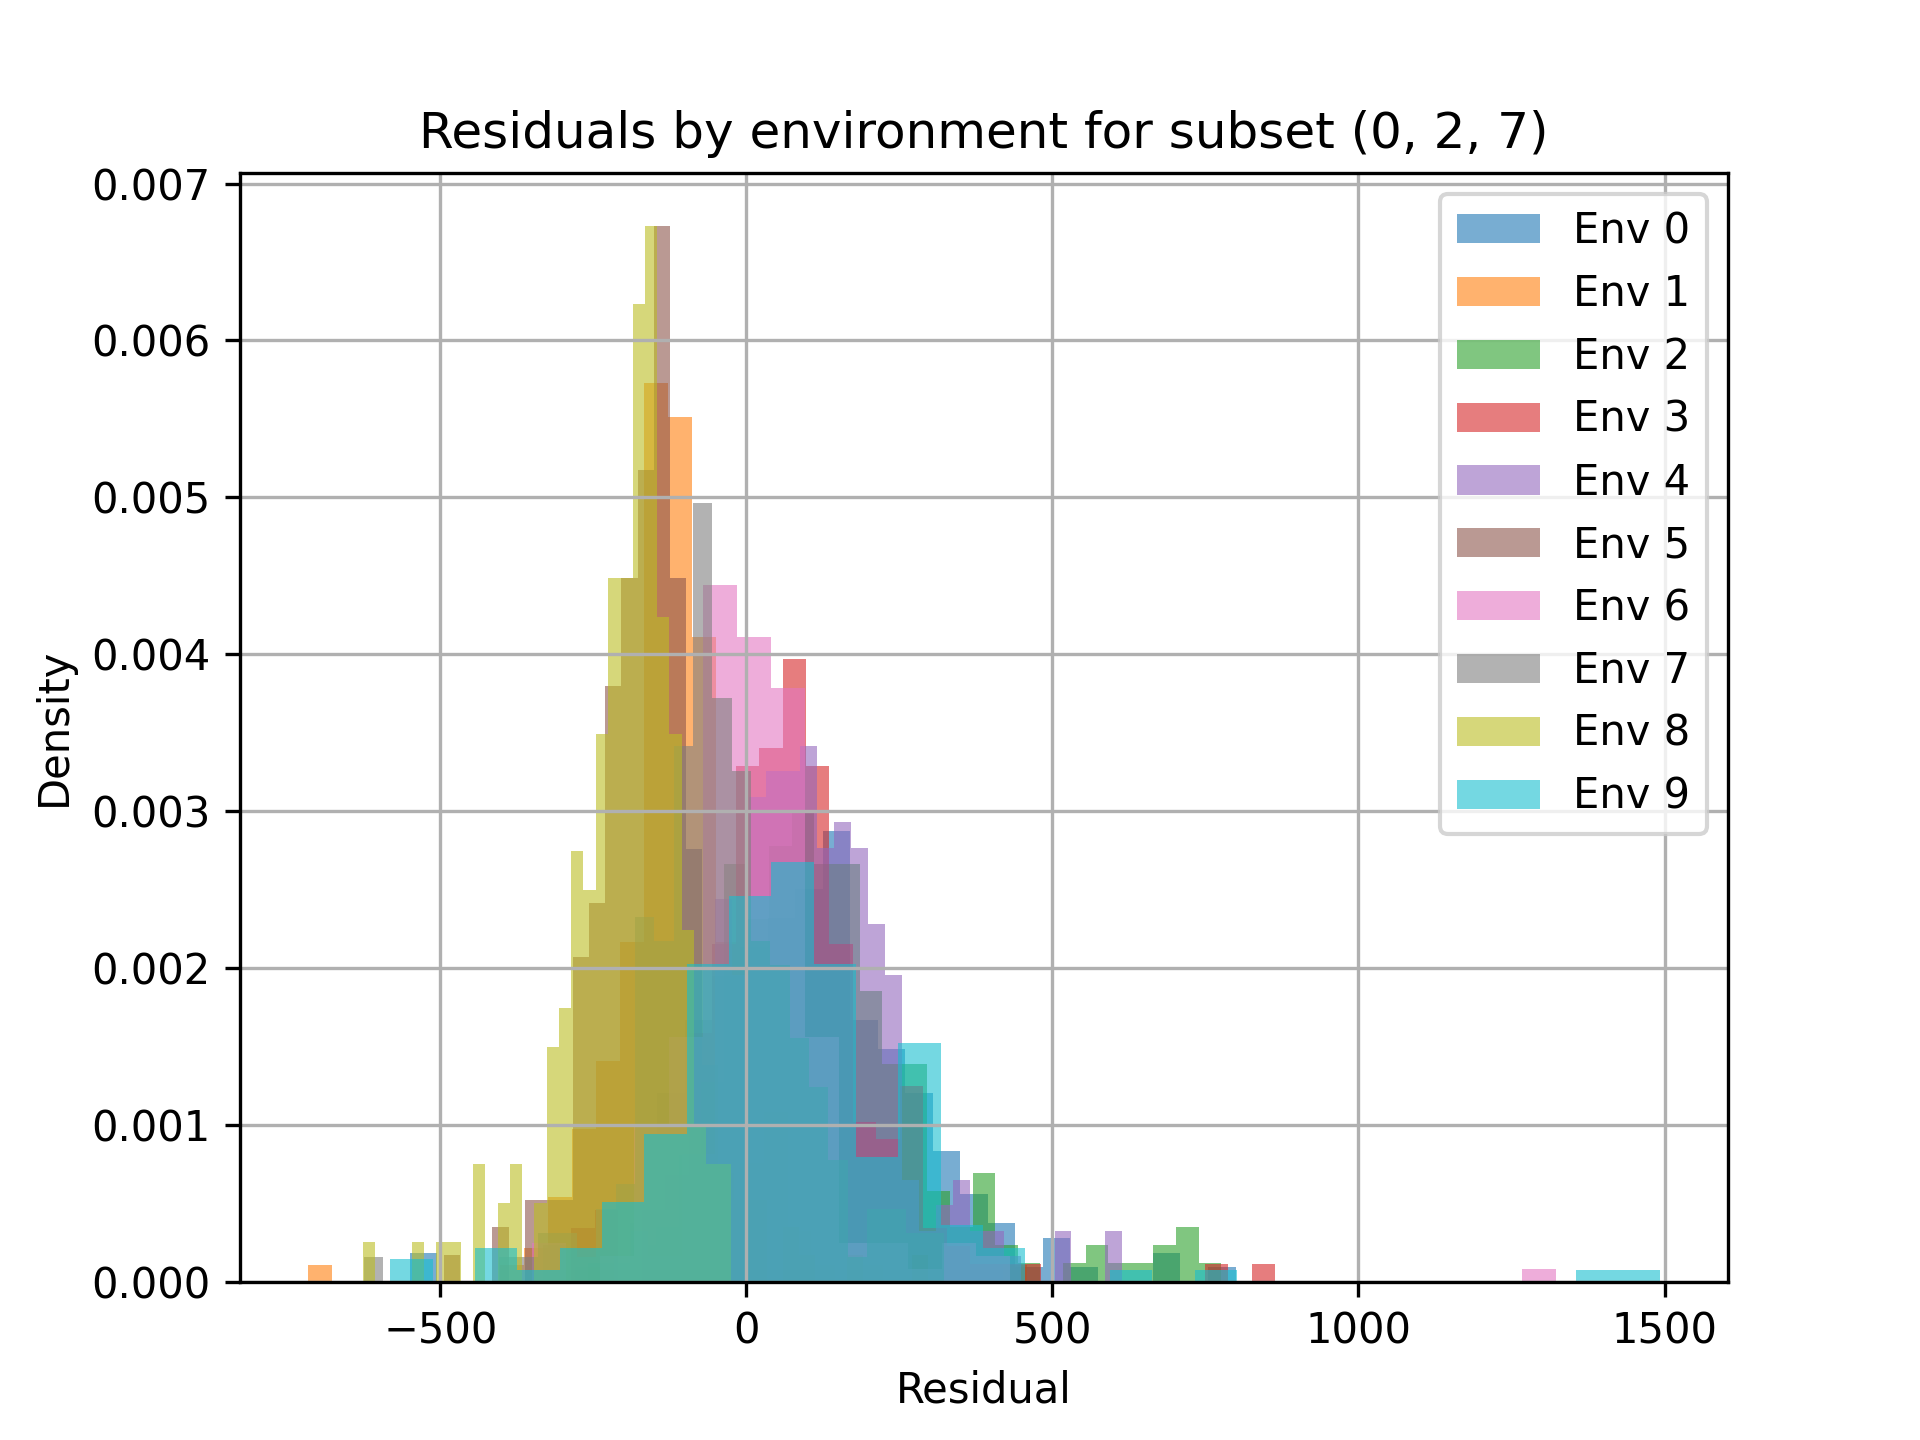 Residuals by environment for subset (0, 2, 7)
0.007
0.006
0.005
0.004
0.003
0.002
0.001
0.000
Density
−500
0
500
1000
1500
Residual
Env 0
Env 1
Env 2
Env 3
Env 4
Env 5
Env 6
Env 7
Env 8
Env 9